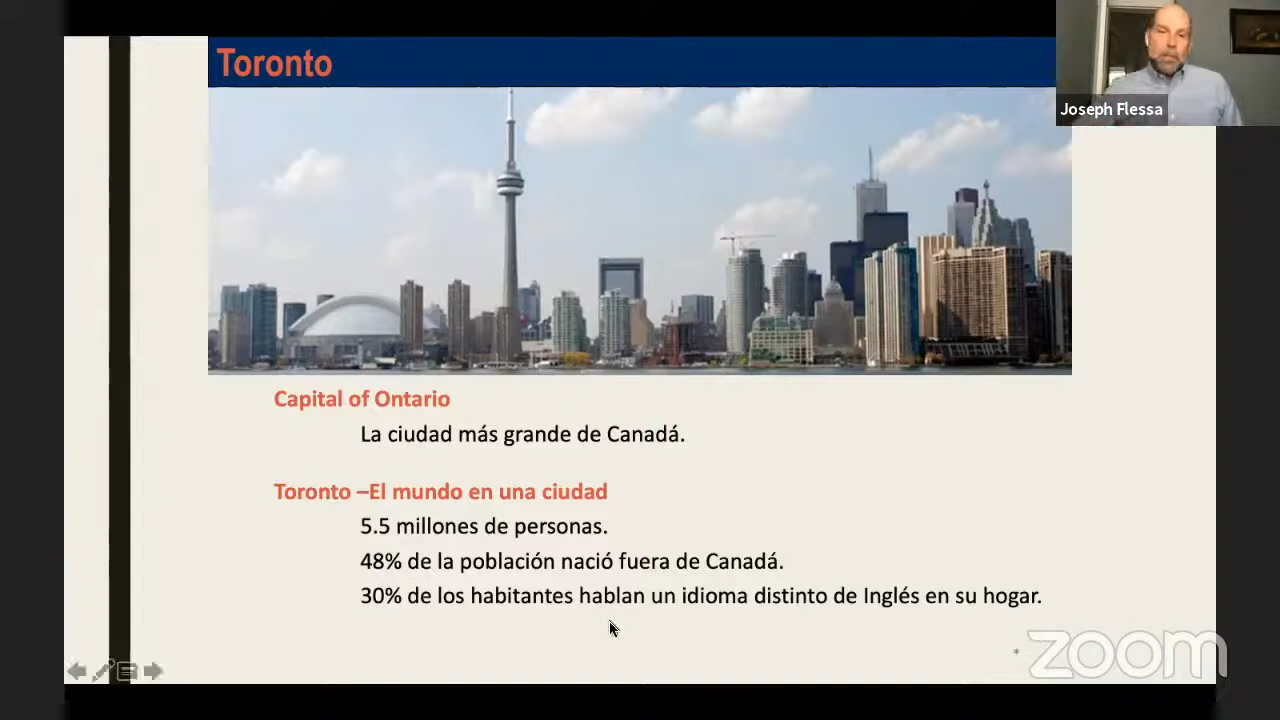 Toronto
Joseph Flessa
Capital of Ontario
La ciudad más grande de Canadá.
Toronto –El mundo en una ciudad
5.5 millones de personas.
48% de la población nació fuera de Canadá.
30% de los habitantes hablan un idioma distinto de Inglés en su hogar.
*
zoom